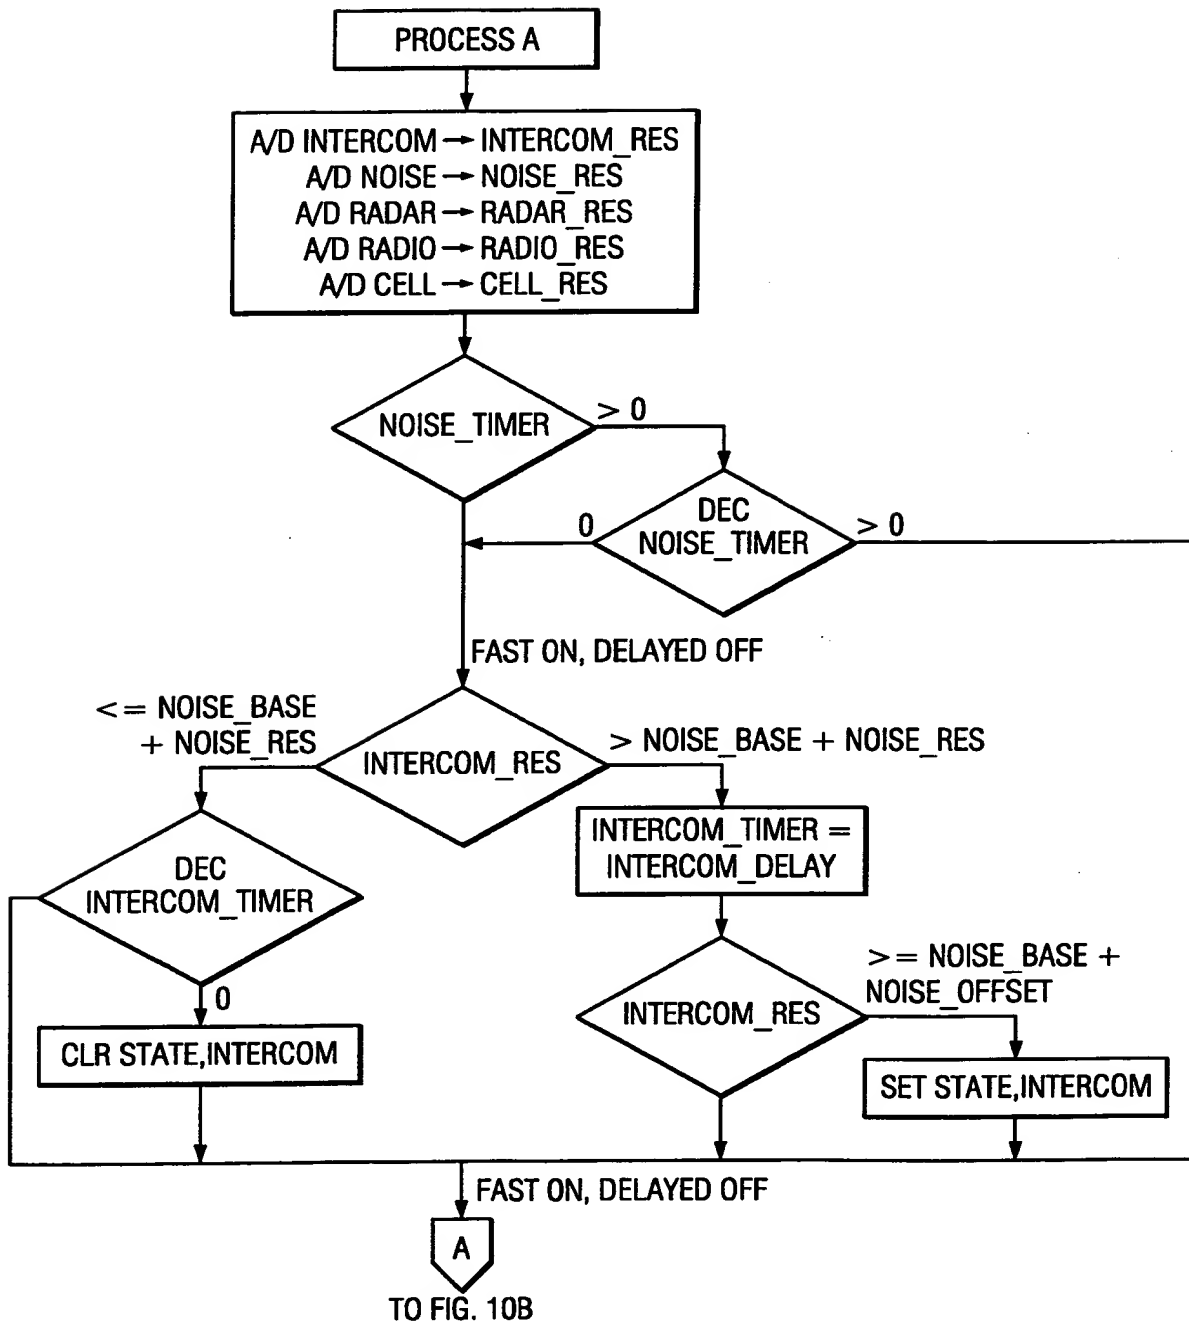 PROCESS A
A/D INTERCOM → INTERCOM_RES
A/D NOISE → NOISE_RES
A/D RADAR → RADAR_RES
A/D RADIO → RADIO_RES
A/D CELL → CELL_RES
NOISE_TIMER
> 0
DEC
NOISE_TIMER
0
> 0
FAST ON, DELAYED OFF
<= NOISE_BASE
+ NOISE_RES
INTERCOM_RES
> NOISE_BASE + NOISE_RES
DEC
INTERCOM_TIMER
0
CLR STATE,INTERCOM
INTERCOM_TIMER =
INTERCOM_DELAY
INTERCOM_RES
>= NOISE_BASE +
NOISE_OFFSET
SET STATE,INTERCOM
FAST ON, DELAYED OFF
A
TO FIG. 10B